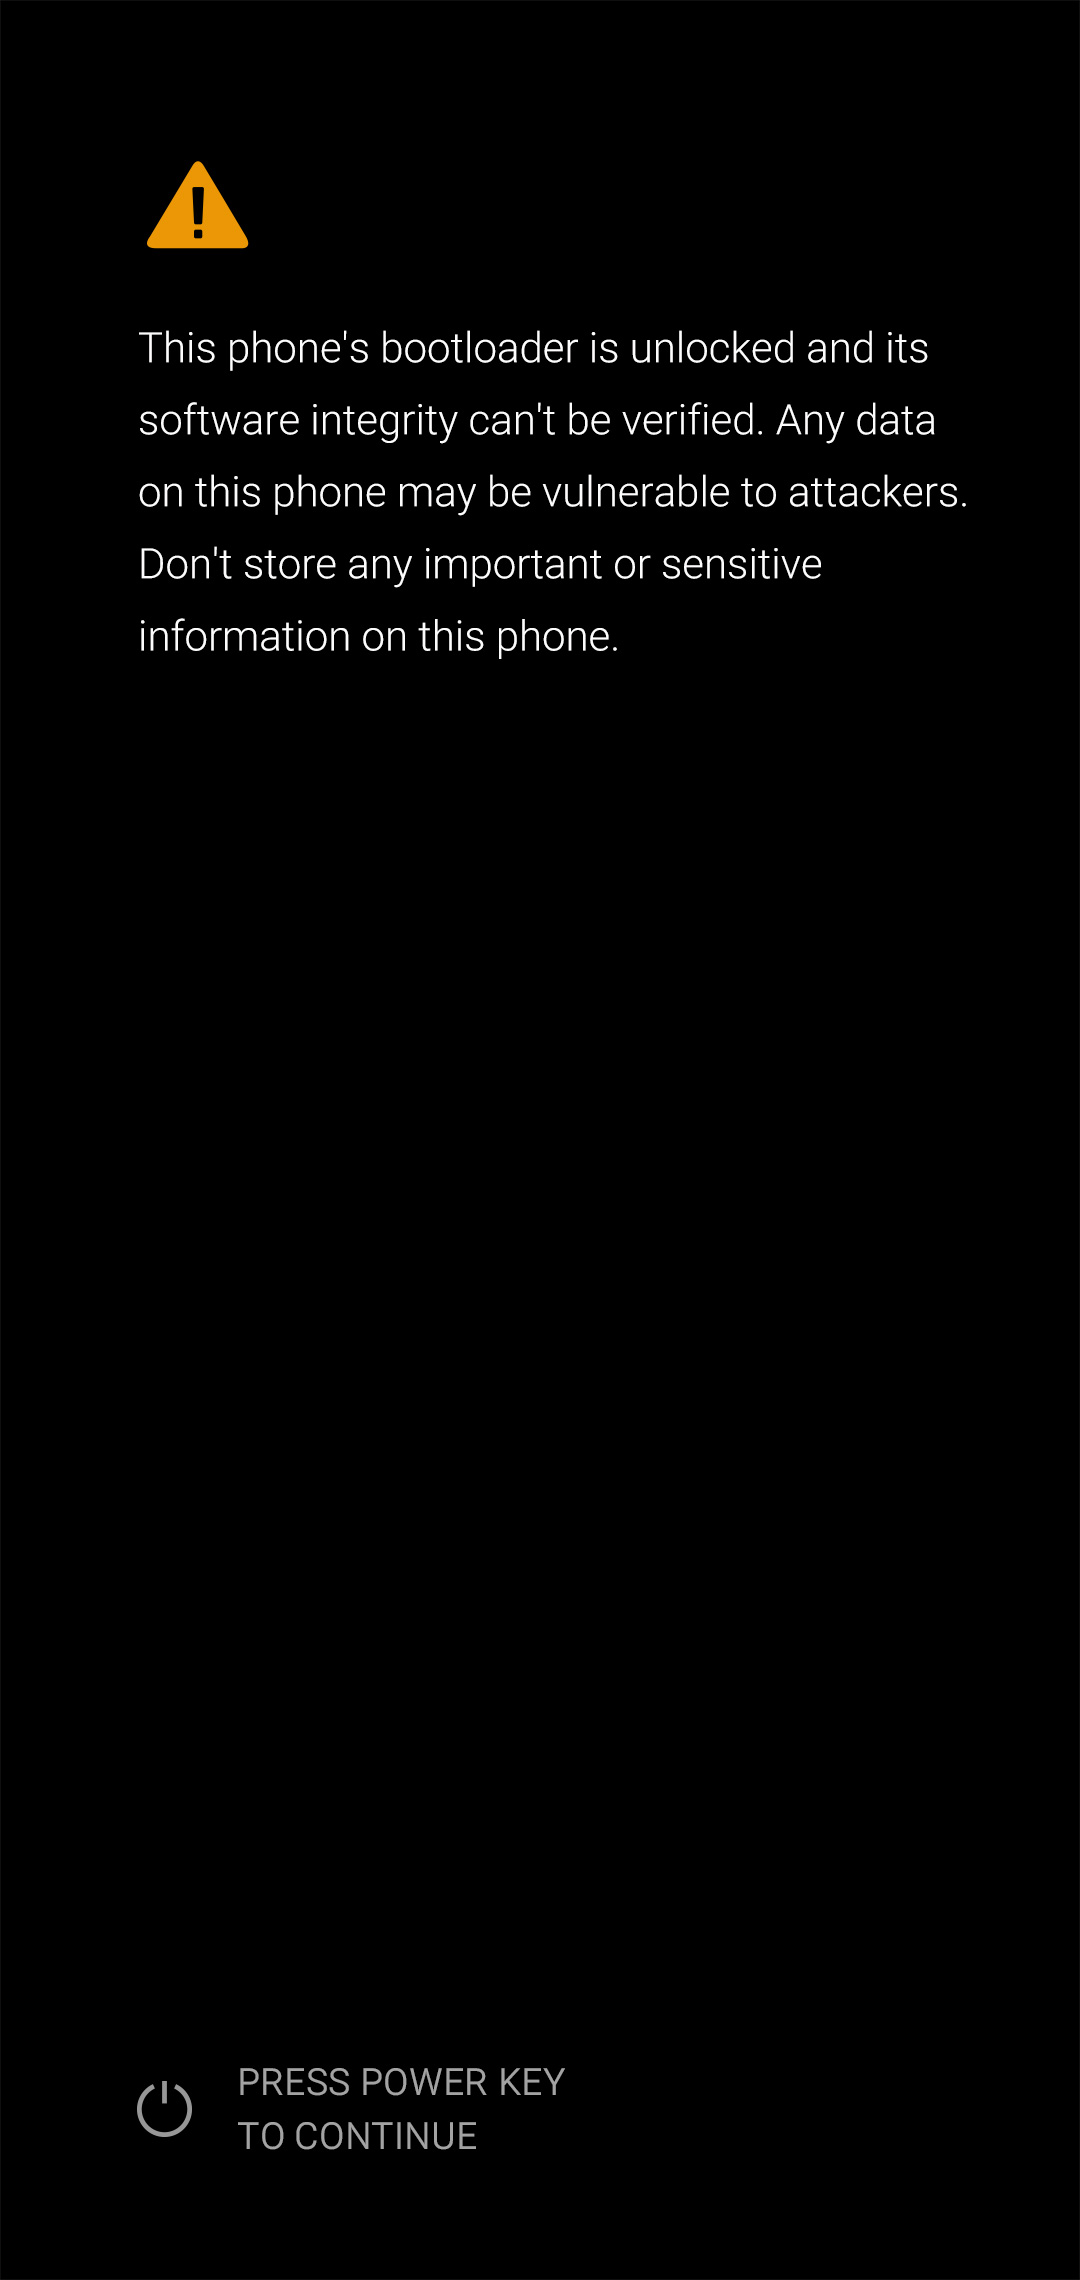 This phone's bootloader is unlocked and its
software integrity can't be verified. Any data
on this phone may be vulnerable to attackers.
Don't store any important or sensitive
information on this phone.
PRESS POWER KEY
TO CONTINUE